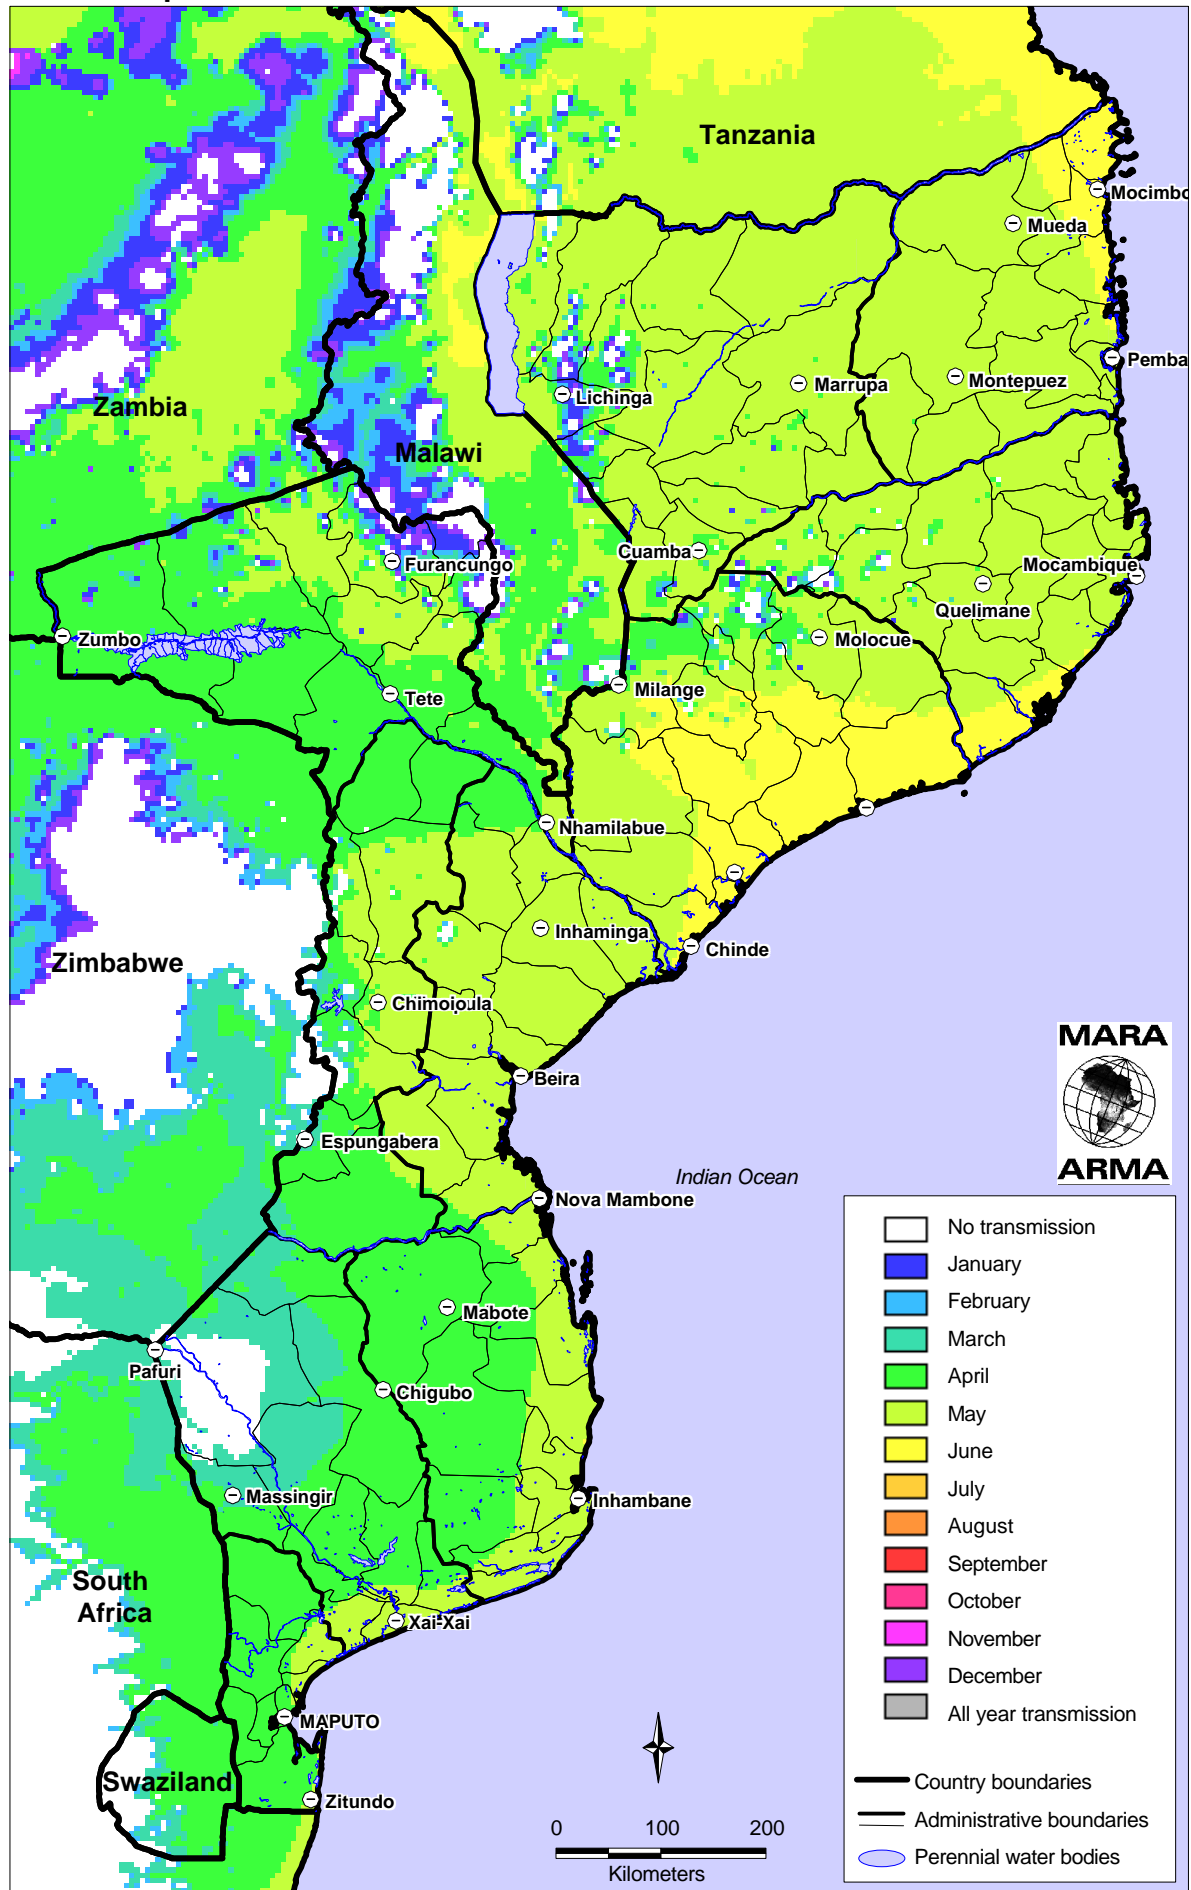 Tanzania
Mocimbo
Mueda
Pemba
Marrupa
Montepuez
Lichinga
Zambia
Malawi
Cuamba
Furancungo
Mocambique
Quelimane
Zumbo
Molocue
Milange
Tete
Nhamilabue
Inhaminga
Chinde
Zimbabwe
Chimoioula
MARA
ARMA
Beira
Espungabera
Indian Ocean
Nova Mambone
Mabote
Pafuri
Chigubo
Massingir
Inhambane
South
Africa
Xai-Xai
MAPUTO
Swaziland
Zitundo
0 100 200
Kilometers
No transmission
January
February
March
April
May
June
July
August
September
October
November
December
All year transmission
Country boundaries
Administrative boundaries
Perennial water bodies